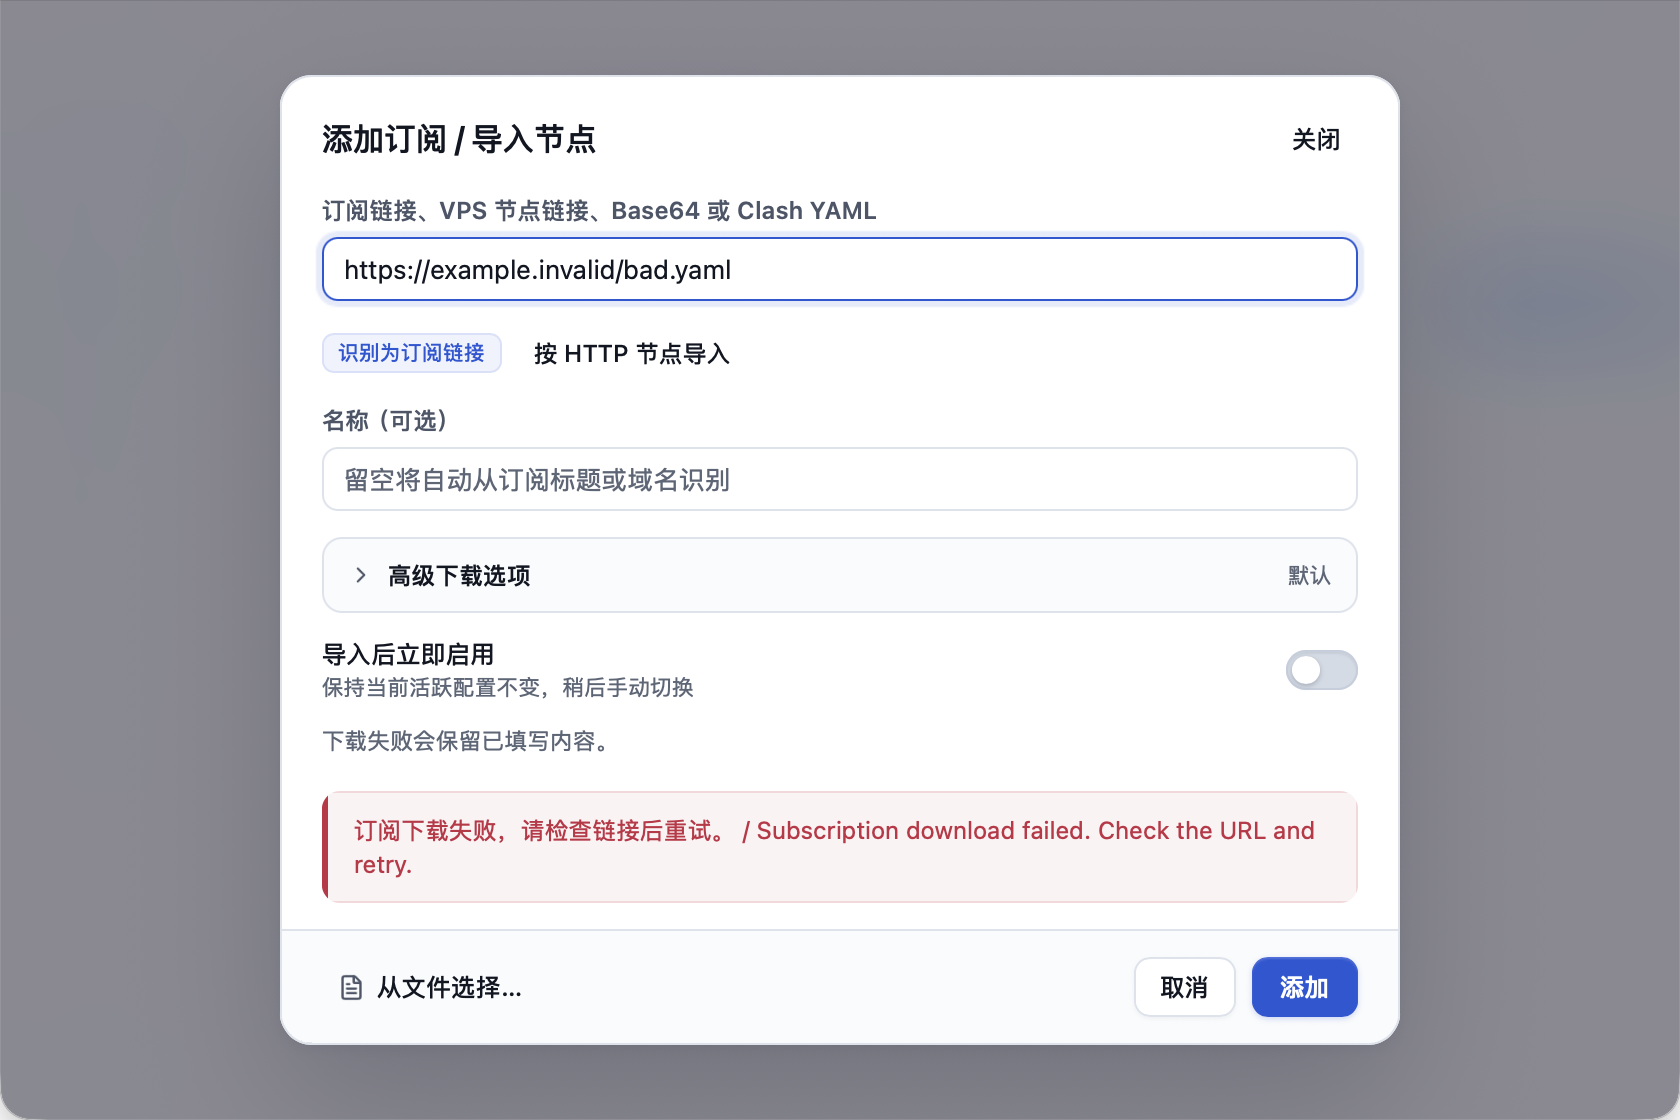 添加订阅 / 导入节点
关闭
订阅链接、VPS 节点链接、Base64 或 Clash YAML
https://example.invalid/bad.yaml
识别为订阅链接
按 HTTP 节点导入
名称（可选）
留空将自动从订阅标题或域名识别
高级下载选项
默认
导入后立即启用
保持当前活跃配置不变，稍后手动切换
下载失败会保留已填写内容。
订阅下载失败，请检查链接后重试。 / Subscription download failed. Check the URL and
retry.
从文件选择...
取消
添加